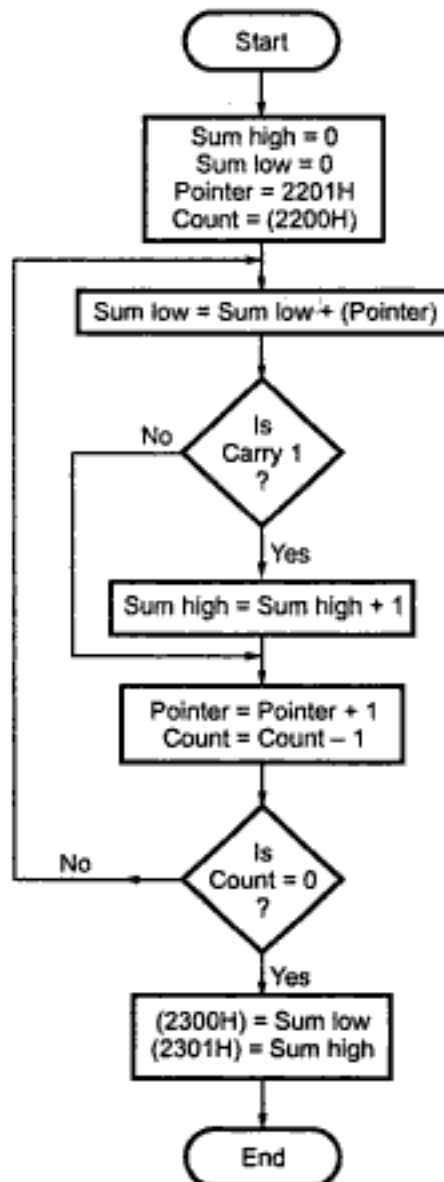 Start
Sum high = 0
Sum low = 0
Pointer = 2201H
Count = (2200H)
Sum low = Sum low + (Pointer)
Is
Carry 1
?
No
Yes
Sum high = Sum high + 1
Pointer = Pointer + 1
Count = Count – 1
Is
Count = 0
?
No
Yes
(2300H) = Sum low
(2301H) = Sum high
End